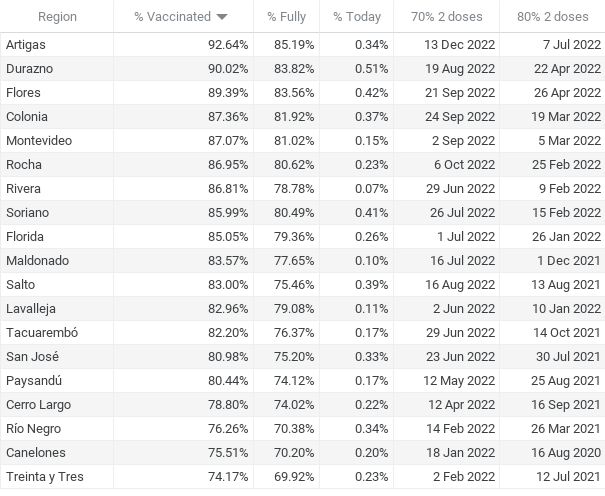 Region % Vaccinated % Fully % Today 70% 2 doses 80% 2 doses
Artigas 92.64% 85.19% 0.34% 13 Dec 2022 7 Jul 2022
Durazno 90.02% 83.82% 0.51% 19 Aug 2022 22 Apr 2022
Flores 89.39% 83.56% 0.42% 21 Sep 2022 26 Apr 2022
Colonia 87.36% 81.92% 0.37% 24 Sep 2022 19 Mar 2022
Montevideo 87.07% 81.02% 0.15% 2 Sep 2022 5 Mar 2022
Rocha 86.95% 80.62% 0.23% 6 Oct 2022 25 Feb 2022
Rivera 86.81% 78.78% 0.07% 29 Jun 2022 9 Feb 2022
Soriano 85.99% 80.49% 0.41% 26 Jul 2022 15 Feb 2022
Florida 85.05% 79.36% 0.26% 1 Jul 2022 26 Jan 2022
Maldonado 83.57% 77.65% 0.10% 16 Jul 2022 1 Dec 2021
Salto 83.00% 75.46% 0.39% 16 Aug 2022 13 Aug 2021
Lavalleja 82.96% 79.08% 0.11% 2 Jun 2022 10 Jan 2022
Tacuarembó 82.20% 76.37% 0.17% 29 Jun 2022 14 Oct 2021
San José 80.98% 75.20% 0.33% 23 Jun 2022 30 Jul 2021
Paysandú 80.44% 74.12% 0.17% 12 May 2022 25 Aug 2021
Cerro Largo 78.80% 74.02% 0.22% 12 Apr 2022 16 Sep 2021
Río Negro 76.26% 70.38% 0.34% 14 Feb 2022 26 Mar 2021
Canelones 75.51% 70.20% 0.20% 18 Jan 2022 16 Aug 2020
Treinta y Tres 74.17% 69.92% 0.23% 2 Feb 2022 12 Jul 2021